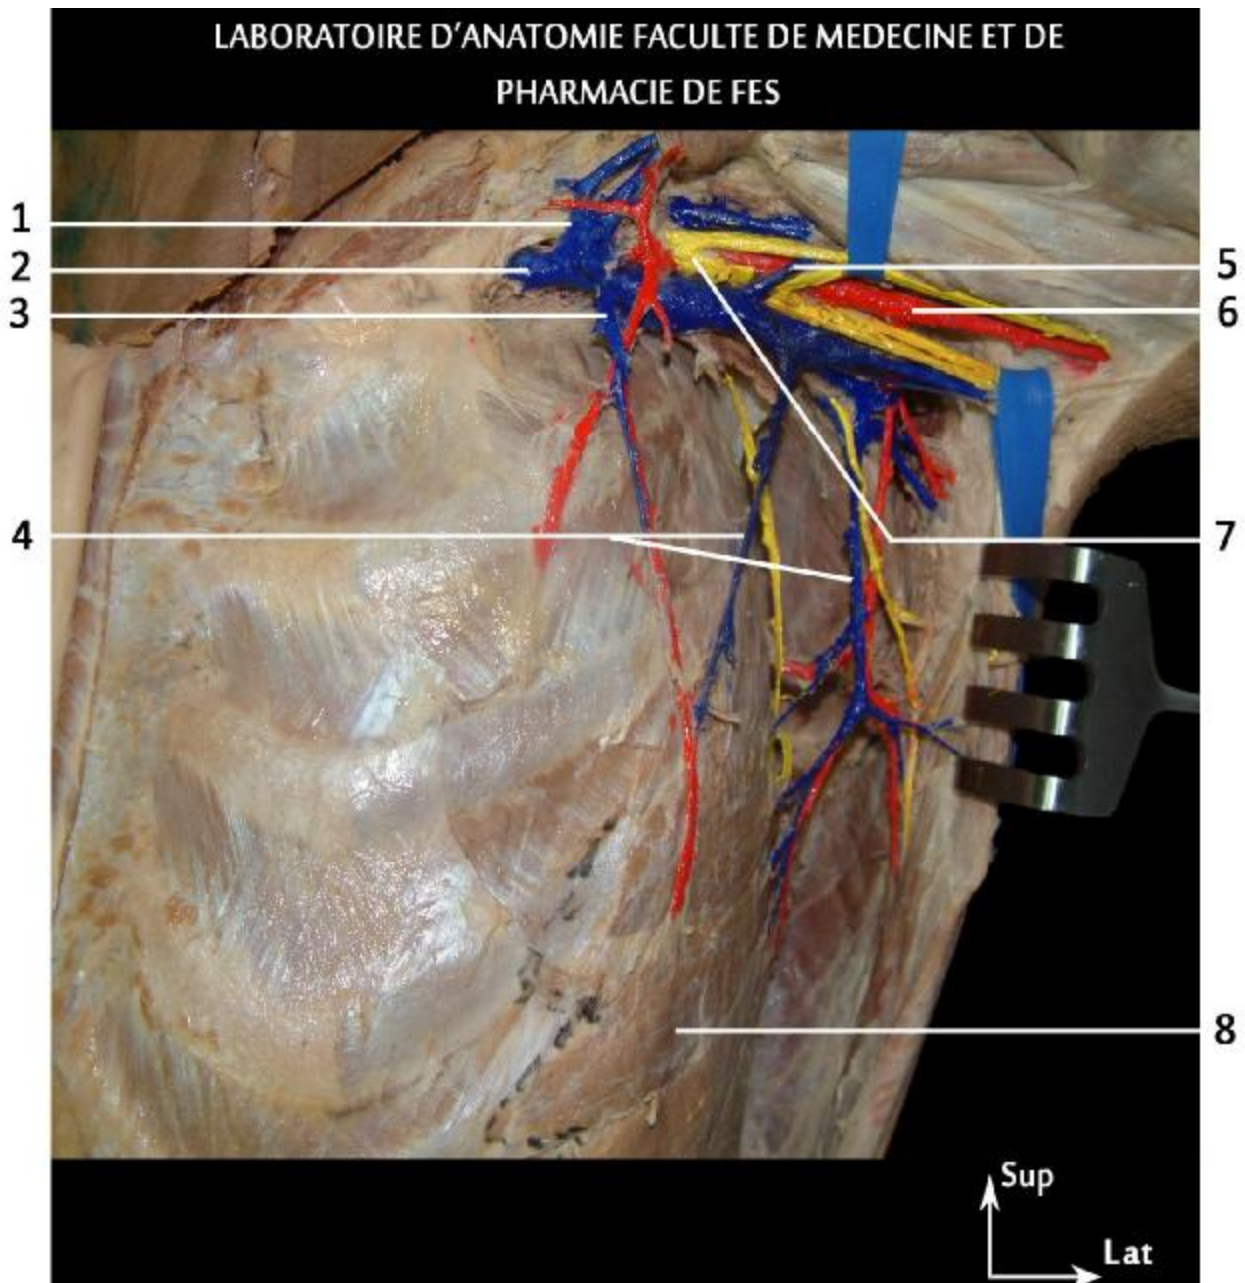 LABORATOIRE D'ANATOMIE FACULTE DE MEDECINE ET DE
PHARMACIE DE FES
1
2
3
4
5
6
7
8
Sup
Lat